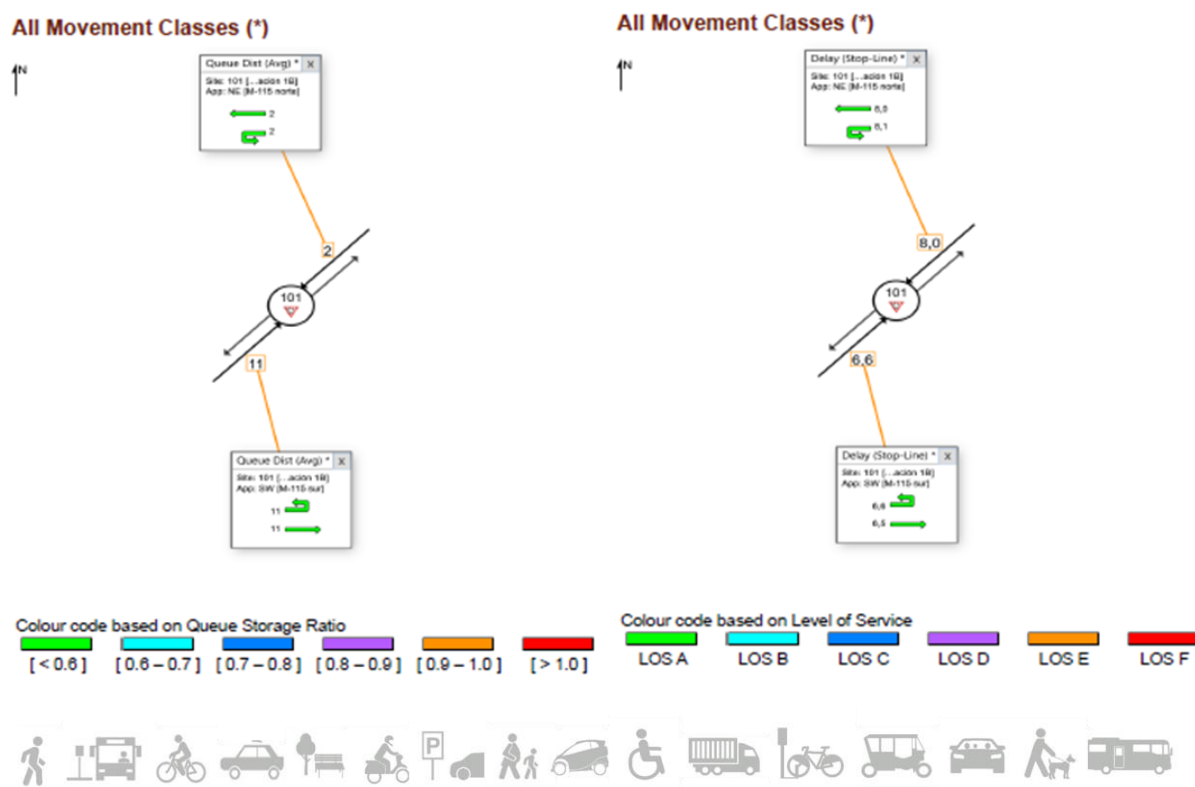 All Movement Classes (*)
N
Queue Dist (Avg) * x
Site: 101 [...ación 1B]
App: NE [M-115 norte]
2
2
2
101
11
Queue Dist (Avg) * x
Site: 101 [...ación 1B]
App: SW [M-115 sur]
11
11
Colour code based on Queue Storage Ratio
[ < 0.6 ] [ 0.6 – 0.7 ] [ 0.7 – 0.8 ] [ 0.8 – 0.9 ] [ 0.9 – 1.0 ] [ > 1.0 ]
All Movement Classes (*)
N
Delay (Stop-Line) * x
Site: 101 [...ación 1B]
App: NE [M-115 norte]
8,0
8,1
8,0
101
6,6
Delay (Stop-Line) * x
Site: 101 [...ación 1B]
App: SW [M-115 sur]
6,6
6,5
Colour code based on Level of Service
LOS A LOS B LOS C LOS D LOS E LOS F
P